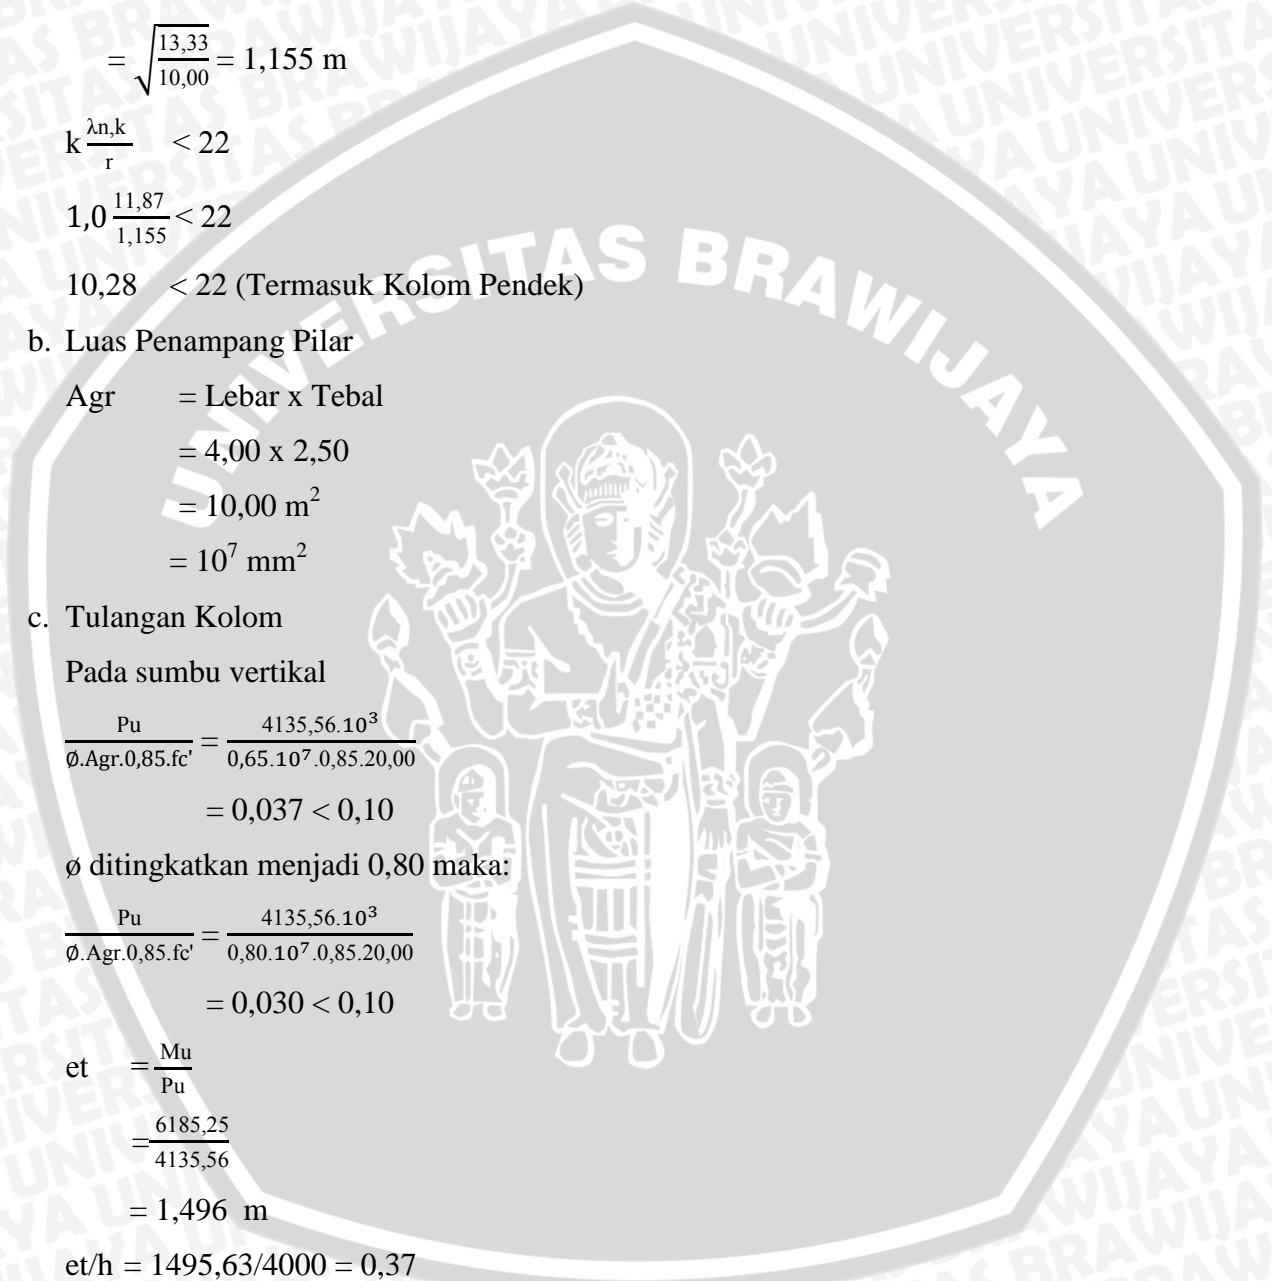 = √(13,33/10,00) = 1,155 m
k λn,k/r < 22
1,0 11,87/1,155 < 22
10,28 < 22 (Termasuk Kolom Pendek)
b. Luas Penampang Pilar
Agr = Lebar x Tebal
= 4,00 x 2,50
= 10,00 m²
= 10⁷ mm²
c. Tulangan Kolom
Pada sumbu vertikal
Pu/Ø.Agr.0,85.fc' = 4135,56.10³/0,65.10⁷.0,85.20,00
= 0,037 < 0,10
ø ditingkatkan menjadi 0,80 maka:
Pu/Ø.Agr.0,85.fc' = 4135,56.10³/0,80.10⁷.0,85.20,00
= 0,030 < 0,10
et = Mu/Pu
= 6185,25/4135,56
= 1,496 m
et/h = 1495,63/4000 = 0,37
UNIVERSITAS BRAWIJAYA